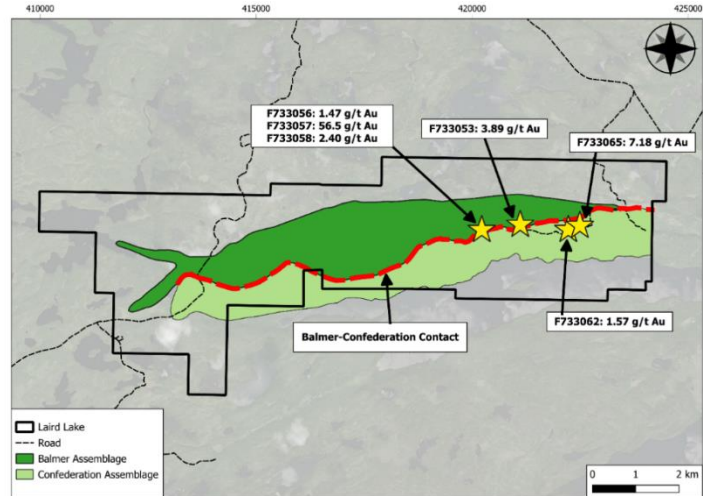 410000
415000
420000
425000
F733056: 1.47 g/t Au
F733057: 56.5 g/t Au
F733058: 2.40 g/t Au
F733053: 3.89 g/t Au
F733065: 7.18 g/t Au
F733062: 1.57 g/t Au
Balmer-Confederation Contact
Laird Lake
Road
Balmer Assemblage
Confederation Assemblage
0 1 2 km